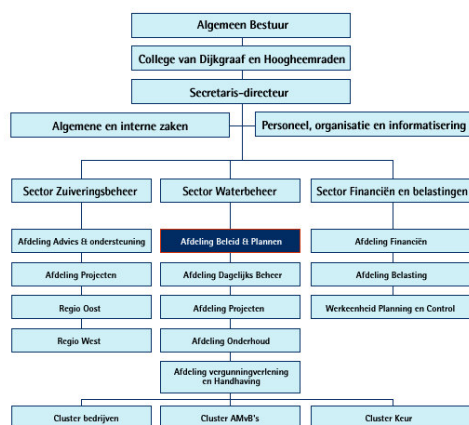 Algemeen Bestuur
College van Dijkgraaf en Hoogheemraden
Secretaris-directeur
Algemene en interne zaken
Personeel, organisatie en informatisering
Sector Zuiveringsbeheer
Sector Waterbeheer
Sector Financiën en belastingen
Afdeling Advies & ondersteuning
Afdeling Beleid & Plannen
Afdeling Financiën
Afdeling Projecten
Afdeling Dagelijks Beheer
Afdeling Belasting
Regio Oost
Afdeling Projecten
Werkeenheid Planning en Control
Regio West
Afdeling Onderhoud
Afdeling vergunningverlening
en Handhaving
Cluster bedrijven
Cluster AMvB's
Cluster Keur